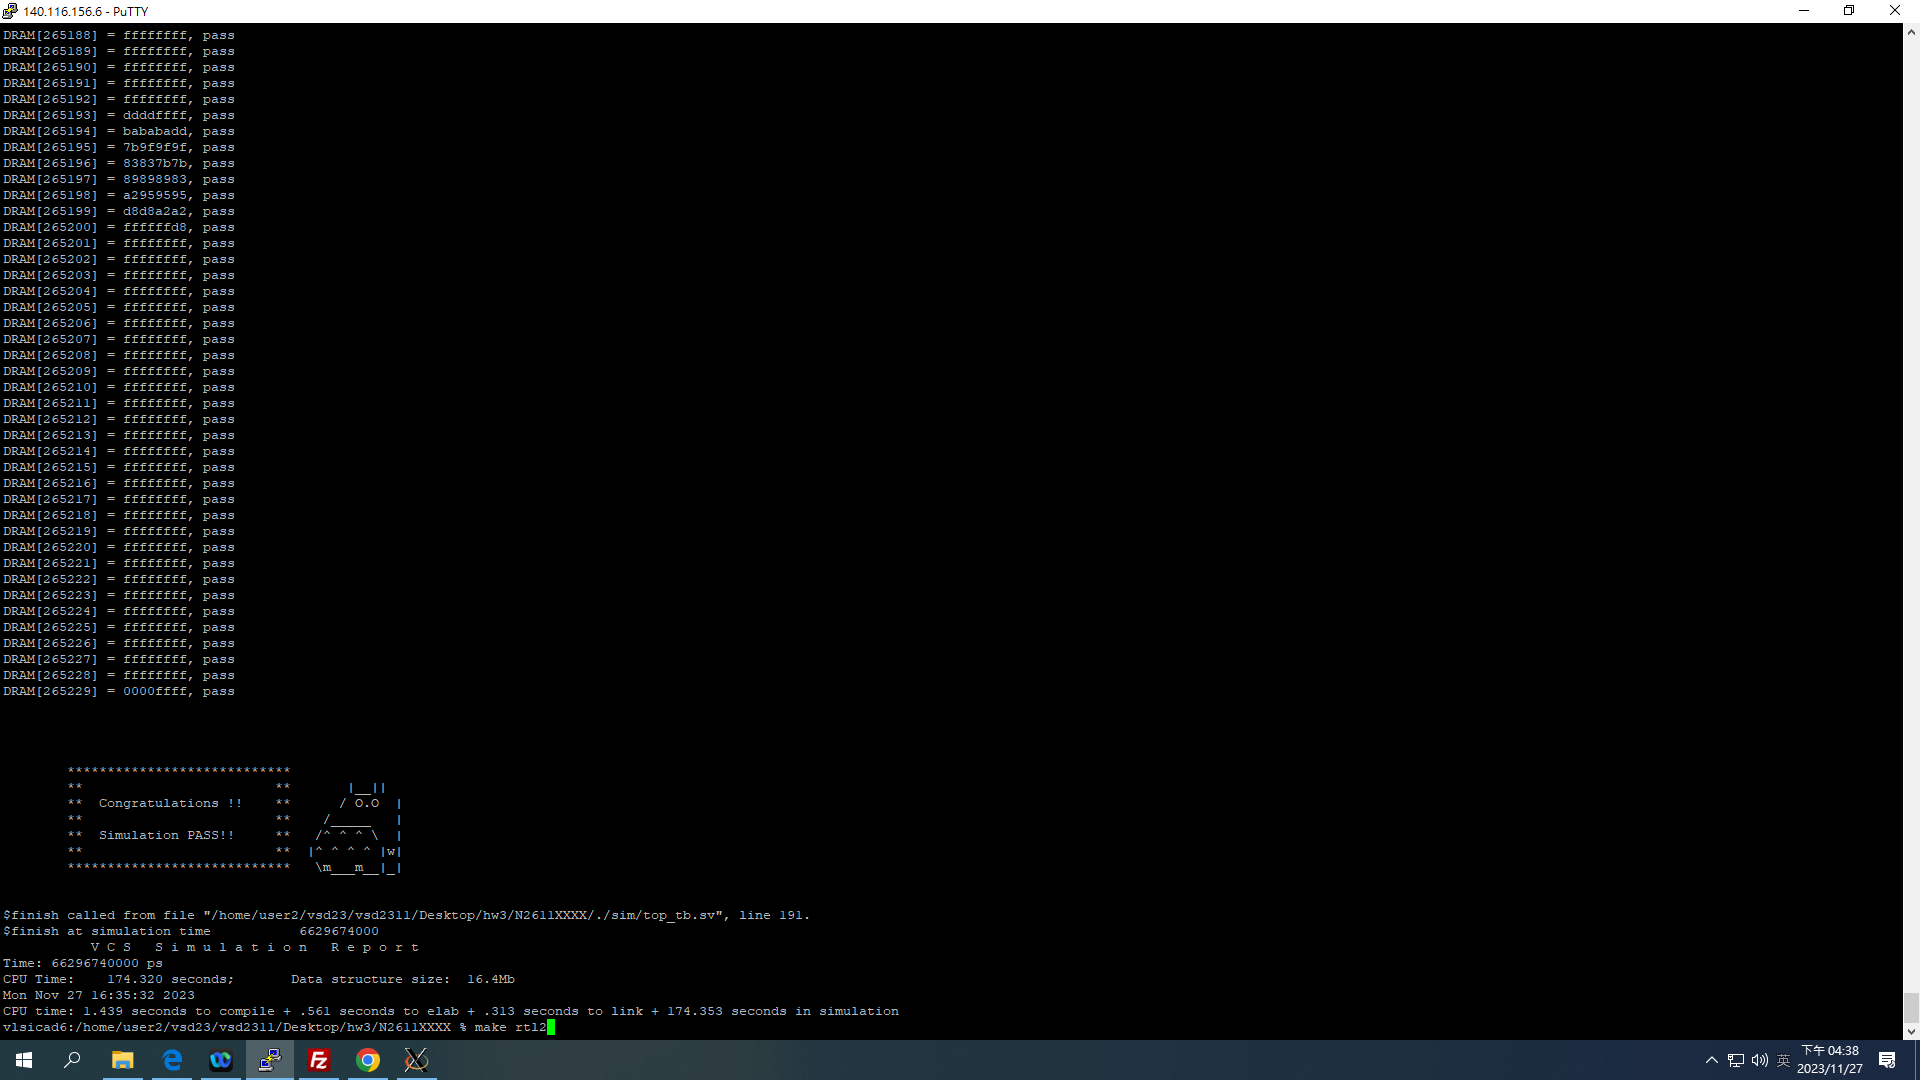 140.116.156.6 - PuTTY
DRAM[265188] = ffffffff, pass
DRAM[265189] = ffffffff, pass
DRAM[265190] = ffffffff, pass
DRAM[265191] = ffffffff, pass
DRAM[265192] = ffffffff, pass
DRAM[265193] = ddddffff, pass
DRAM[265194] = bababadd, pass
DRAM[265195] = 7b9f9f9f, pass
DRAM[265196] = 83837b7b, pass
DRAM[265197] = 89898983, pass
DRAM[265198] = a2959595, pass
DRAM[265199] = d8d8a2a2, pass
DRAM[265200] = ffffffd8, pass
DRAM[265201] = ffffffff, pass
DRAM[265202] = ffffffff, pass
DRAM[265203] = ffffffff, pass
DRAM[265204] = ffffffff, pass
DRAM[265205] = ffffffff, pass
DRAM[265206] = ffffffff, pass
DRAM[265207] = ffffffff, pass
DRAM[265208] = ffffffff, pass
DRAM[265209] = ffffffff, pass
DRAM[265210] = ffffffff, pass
DRAM[265211] = ffffffff, pass
DRAM[265212] = ffffffff, pass
DRAM[265213] = ffffffff, pass
DRAM[265214] = ffffffff, pass
DRAM[265215] = ffffffff, pass
DRAM[265216] = ffffffff, pass
DRAM[265217] = ffffffff, pass
DRAM[265218] = ffffffff, pass
DRAM[265219] = ffffffff, pass
DRAM[265220] = ffffffff, pass
DRAM[265221] = ffffffff, pass
DRAM[265222] = ffffffff, pass
DRAM[265223] = ffffffff, pass
DRAM[265224] = ffffffff, pass
DRAM[265225] = ffffffff, pass
DRAM[265226] = ffffffff, pass
DRAM[265227] = ffffffff, pass
DRAM[265228] = ffffffff, pass
DRAM[265229] = 0000ffff, pass
****************************
**                        **       |__||
**  Congratulations !!    **      / O.O  |
**                        **    /_____   |
**  Simulation PASS!!     **   /^ ^ ^ \  |
**                        **  |^ ^ ^ ^ |w|
****************************   \m___m__|_|
$finish called from file "/home/user2/vsd23/vsd2311/Desktop/hw3/N2611XXXX/./sim/top_tb.sv", line 191.
$finish at simulation time           6629674000
V C S   S i m u l a t i o n   R e p o r t
Time: 66296740000 ps
CPU Time:    174.320 seconds;       Data structure size:  16.4Mb
Mon Nov 27 16:35:32 2023
CPU time: 1.439 seconds to compile + .561 seconds to elab + .313 seconds to link + 174.353 seconds in simulation
vlsicad6:/home/user2/vsd23/vsd2311/Desktop/hw3/N2611XXXX % make rtl2
英
下午 04:38
2023/11/27